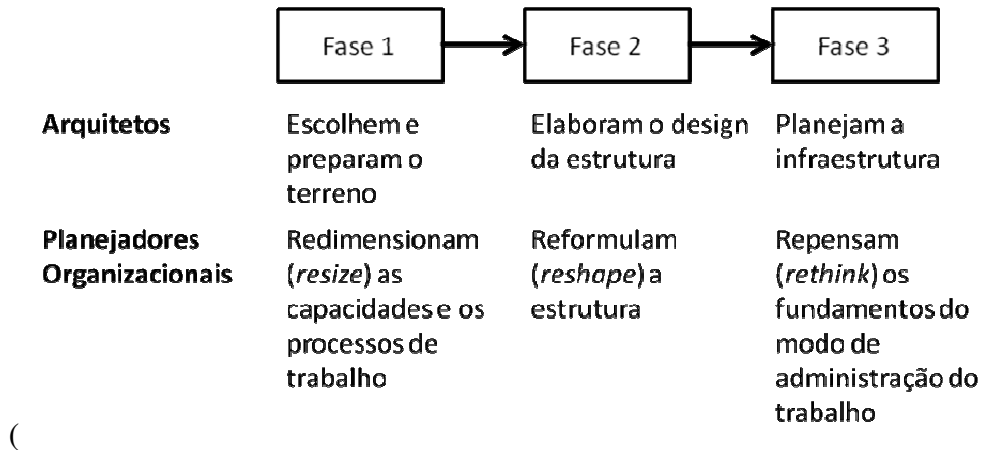 Fase 1 Fase 2 Fase 3
Arquitetos Escolhem e Elaboram o design Planejam a
preparam o da estrutura infraestrutura
terreno
Planejadores Redimensionam Reformulam Repensam
Organizacionais (resize) as (reshape) a (rethink) os
capacidades e os estrutura fundamentos do
processos de modo de
trabalho administração do
trabalho
(